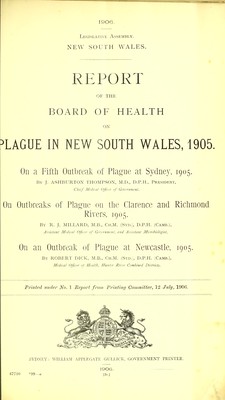 1906.
Legislative Assembly.
NEW SOUTH WALES.
REPORT
OF THE
BOARD OF HEALTH
ON
PLAGUE IN NEW SOUTH WALES, 1905.
On a Fifth Outbreak of Plague at Sydney, 1905.
By J. ASHBURTON THOMPSON, M.D., D.P.H., President,
Chief Medical Officer of Government.
On Outbreaks of Plague on the Clarence and Richmond
Rivers, 1905.
By R. J. MILLARD, M.B., Ch.M. (Syd.), D.P.H. (Camb.),
Assistant Medical Officer of Government, and Assistant Microbiologist.
On an Outbreak of Plague at Newcastle, 1905.
By ROBERT DICK, M.B., Ch.M. (Syd.), D.P.H. (Camb.),
Medical Officer of Health, Hunter River Combined Districts.
Printed under No. 1 Report from Printing Committee, 12 July, 1906.
SYDNEY: WILLIAM APPLEGATE GULLICK, GOVERNMENT PRINTER.
1906.